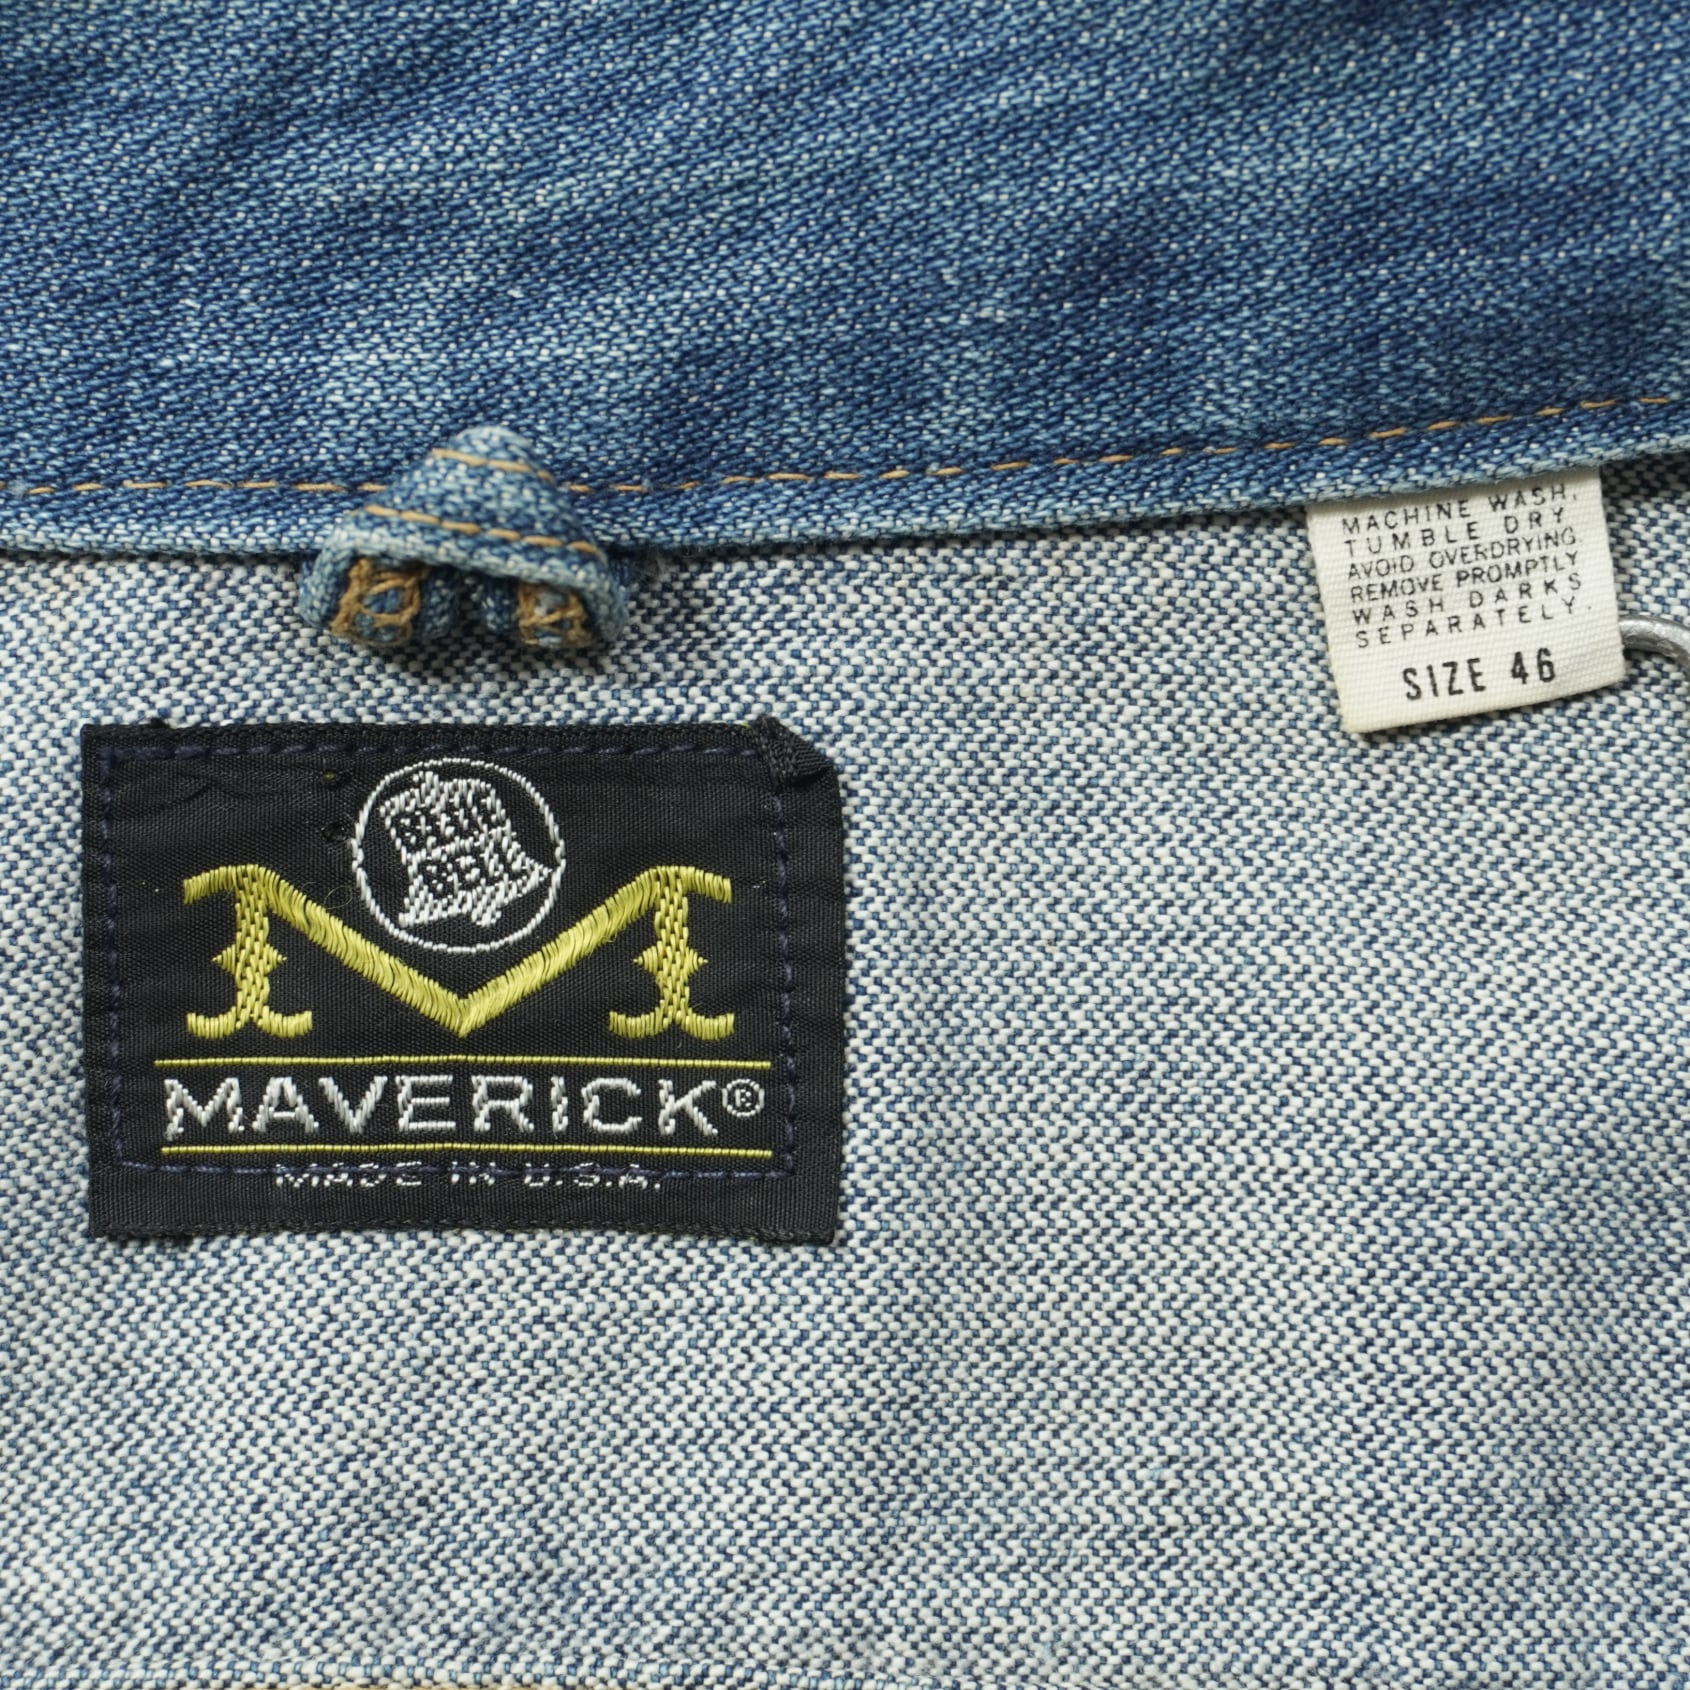 MACHINE WASH,
TUMBLE DRY
AVOID OVERDRYING
REMOVE PROMPTLY
WASH DARKS
SEPARATELY.
SIZE 46
BLUE
BELL
MAVERICK®
MADE IN U.S.A.